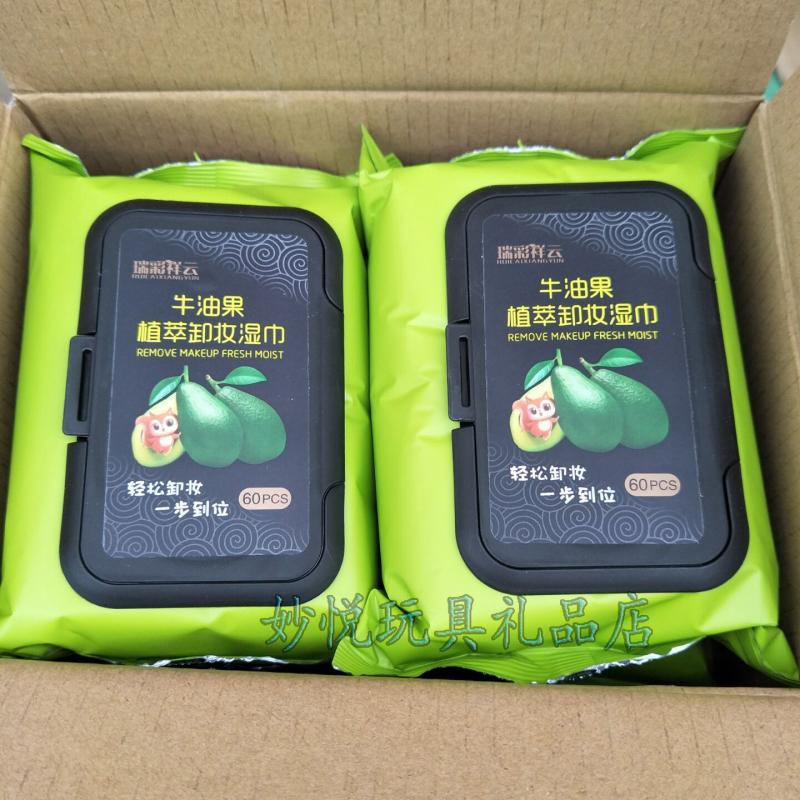 瑞彩祥云
RUICAIXIANGYUN
牛油果
植萃卸妆湿巾
REMOVE MAKEUP FRESH MOIST
轻松卸妆
一步到位
60PCS
瑞彩祥云
RUICAIXIANGYUN
牛油果
植萃卸妆湿巾
REMOVE MAKEUP FRESH MOIST
轻松卸妆
一步到位
60PCS
妙悦玩具礼品店